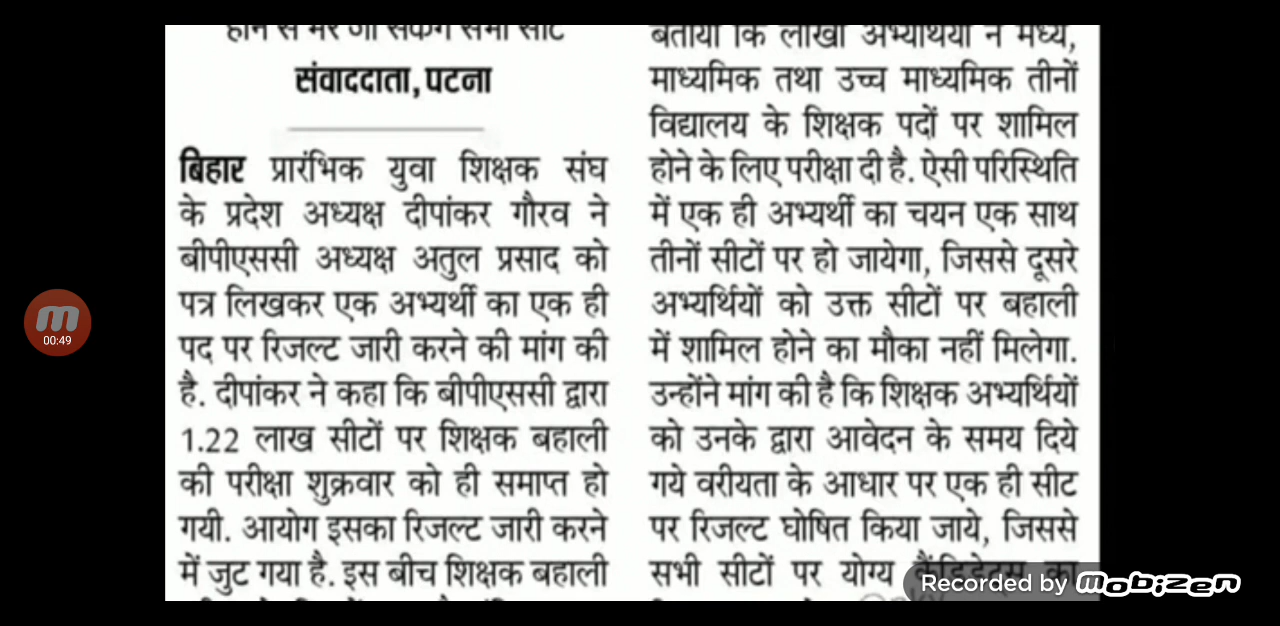 होने से भरे जा सकेंगे सभी सीट
संवाददाता, पटना
बिहार प्रारंभिक युवा शिक्षक संघ
के प्रदेश अध्यक्ष दीपांकर गौरव ने
बीपीएससी अध्यक्ष अतुल प्रसाद को
पत्र लिखकर एक अभ्यर्थी का एक ही
पद पर रिजल्ट जारी करने की मांग की
है. दीपांकर ने कहा कि बीपीएससी द्वारा
1.22 लाख सीटों पर शिक्षक बहाली
की परीक्षा शुक्रवार को ही समाप्त हो
गयी. आयोग इसका रिजल्ट जारी करने
में जुट गया है. इस बीच शिक्षक बहाली
बताया कि लाखों अभ्यर्थियों ने मध्य,
माध्यमिक तथा उच्च माध्यमिक तीनों
विद्यालय के शिक्षक पदों पर शामिल
होने के लिए परीक्षा दी है. ऐसी परिस्थिति
में एक ही अभ्यर्थी का चयन एक साथ
तीनों सीटों पर हो जायेगा, जिससे दूसरे
अभ्यर्थियों को उक्त सीटों पर बहाली
में शामिल होने का मौका नहीं मिलेगा.
उन्होंने मांग की है कि शिक्षक अभ्यर्थियों
को उनके द्वारा आवेदन के समय दिये
गये वरीयता के आधार पर एक ही सीट
पर रिजल्ट घोषित किया जाये, जिससे
सभी सीटों पर योग्य कैंडिडेट्स का
00:49
Recorded by mobizen